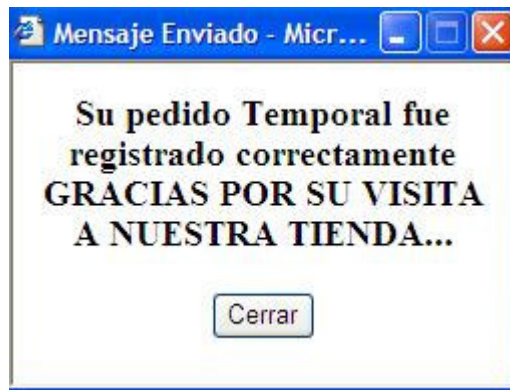 Mensaje Enviado - Micr...
Su pedido Temporal fue
registrado correctamente
GRACIAS POR SU VISITA
A NUESTRA TIENDA...
Cerrar